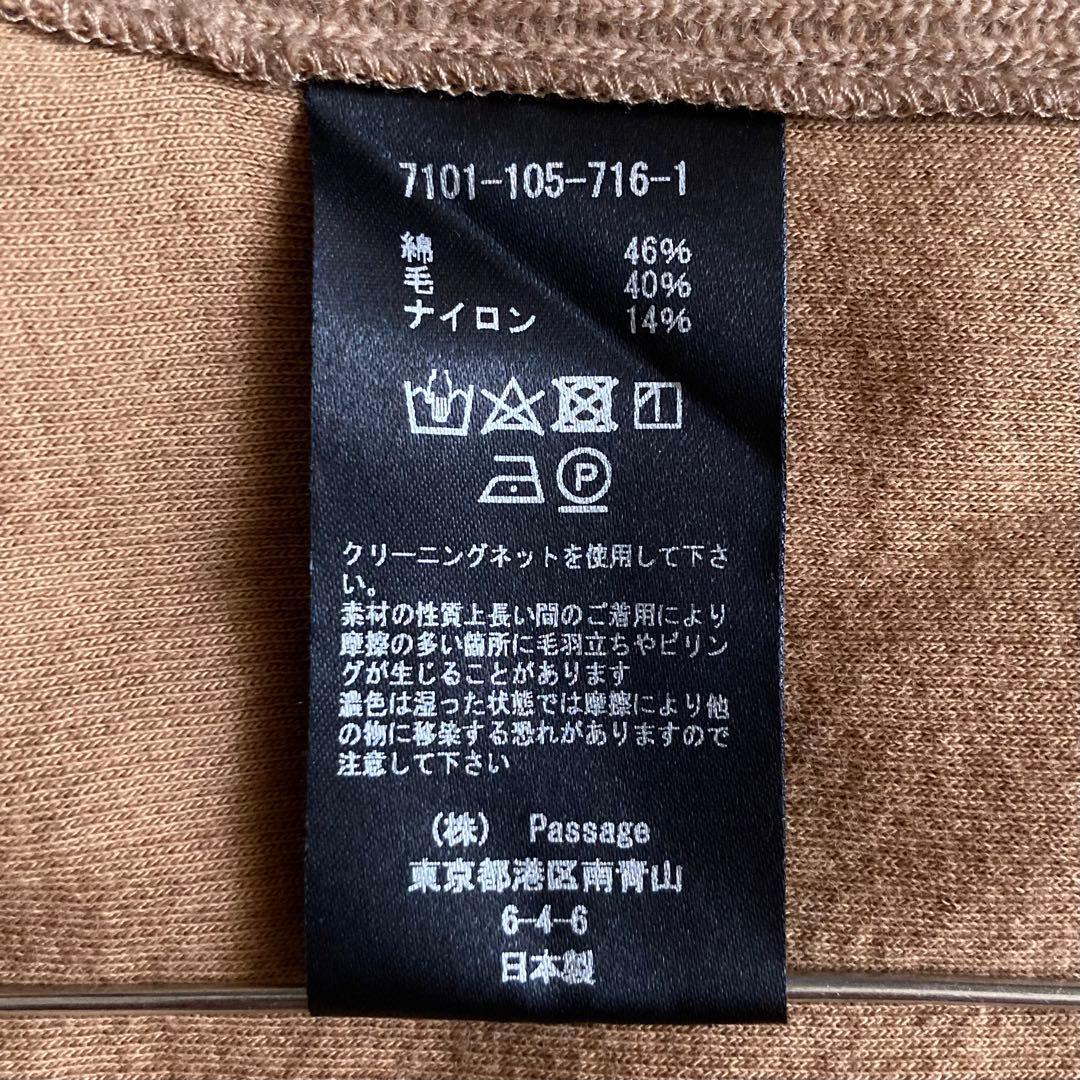 7101-105-716-1
綿 46%
毛 40%
ナイロン 14%
P
クリーニングネットを使用して下さ
い。
素材の性質上長い間のご着用により
摩擦の多い箇所に毛羽立ちやピリン
グが生じることがあります
濃色は湿った状態では摩擦により他
の物に移染する恐れがありますので
注意して下さい
(株) Passage
東京都港区南青山
6-4-6
日本製